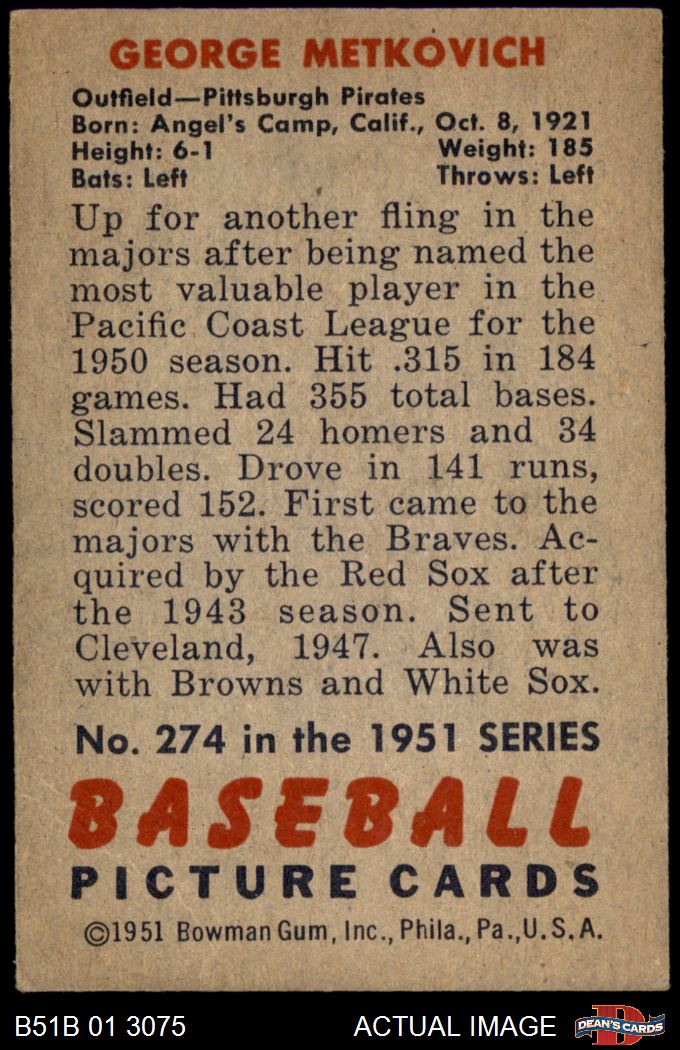 GEORGE METKOVICH
Outfield—Pittsburgh Pirates
Born: Angel's Camp, Calif., Oct. 8, 1921
Height: 6-1 Weight: 185
Bats: Left Throws: Left
Up for another fling in the
majors after being named the
most valuable player in the
Pacific Coast League for the
1950 season. Hit .315 in 184
games. Had 355 total bases.
Slammed 24 homers and 34
doubles. Drove in 141 runs,
scored 152. First came to the
majors with the Braves. Ac-
quired by the Red Sox after
the 1943 season. Sent to
Cleveland, 1947. Also was
with Browns and White Sox.
No. 274 in the 1951 SERIES
BASEBALL
PICTURE CARDS
©1951 Bowman Gum, Inc., Phila., Pa., U.S.A.
B51B 01 3075 ACTUAL IMAGE D DEAN'S CARDS